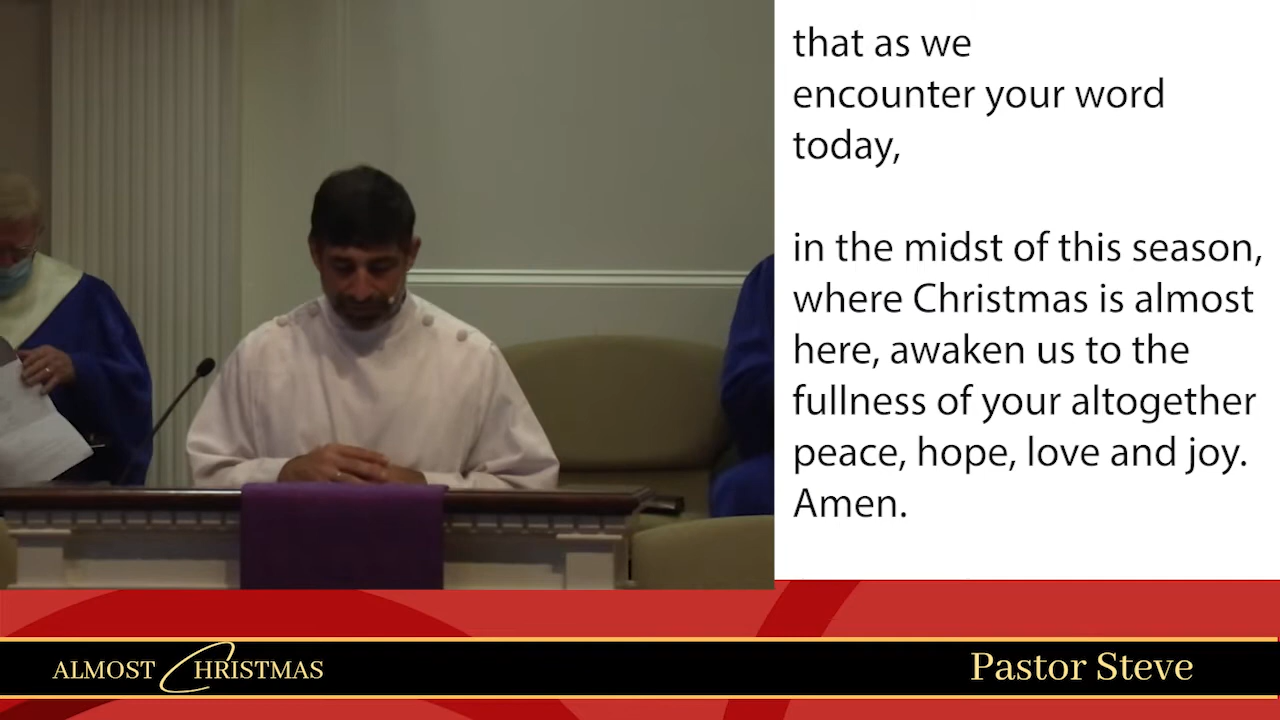 that as we
encounter your word
today,
in the midst of this season,
where Christmas is almost
here, awaken us to the
fullness of your altogether
peace, hope, love and joy.
Amen.
ALMOST CHRISTMAS
Pastor Steve